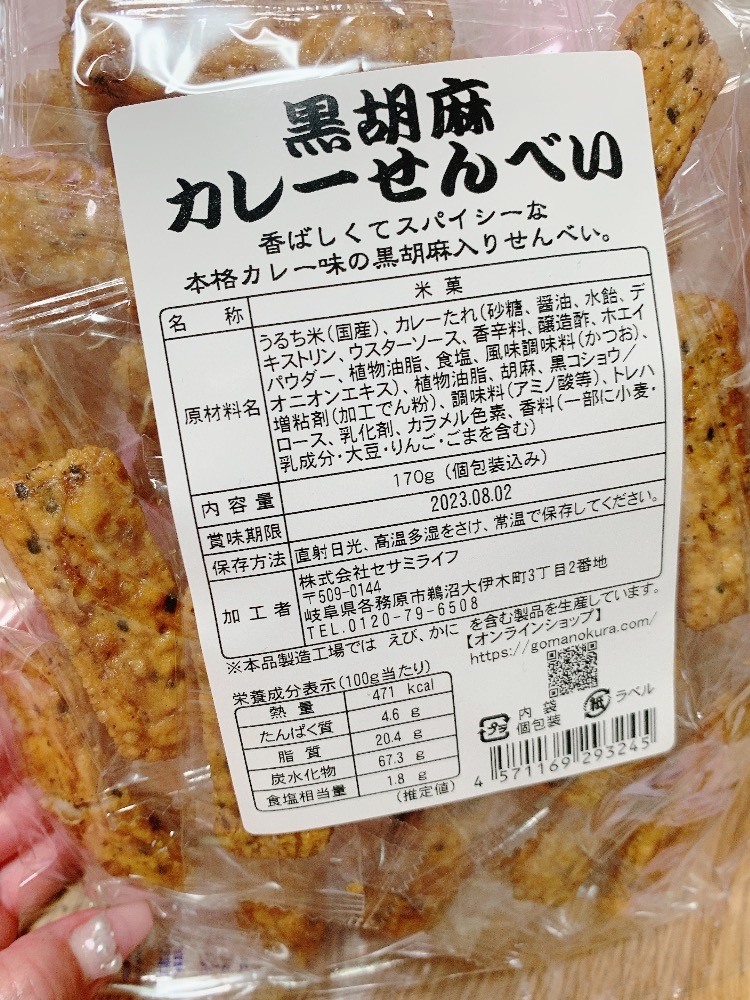 黒胡麻
カレーせんべい
香ばしくてスパイシーな
本格カレー味の黒胡麻入りせんべい。
名称 米菓
原材料名 うるち米(国産)、カレーたれ(砂糖、醤油、水飴、デ
キストリン、ウスターソース、香辛料、醸造酢、ホエイ
パウダー、植物油脂、食塩、風味調味料(かつお)、
オニオンエキス)、植物油脂、胡麻、黒コショウ/
増粘剤(加工でん粉)、調味料(アミノ酸等)、トレハ
ロース、乳化剤、カラメル色素、香料(一部に小麦・
乳成分・大豆・りんご・ごまを含む)
内容量 170g(個包装込み)
賞味期限 2023.08.02
保存方法 直射日光、高温多湿をさけ、常温で保存してください。
加工者 株式会社セサミライフ
〒509-0144
岐阜県各務原市鵜沼大伊木町3丁目2番地
TEL.0120-79-6508
※本品製造工場では えび、かに を含む製品を生産しています。
【オンラインショップ】
https://gomanokura.com/
栄養成分表示(100g当たり)
熱量 471 kcal
たんぱく質 4.6 g
脂質 20.4 g
炭水化物 67.3 g
食塩相当量 1.8 g
(推定値)
プラ 内袋 個包装
紙 ラベル
4 571169 293245